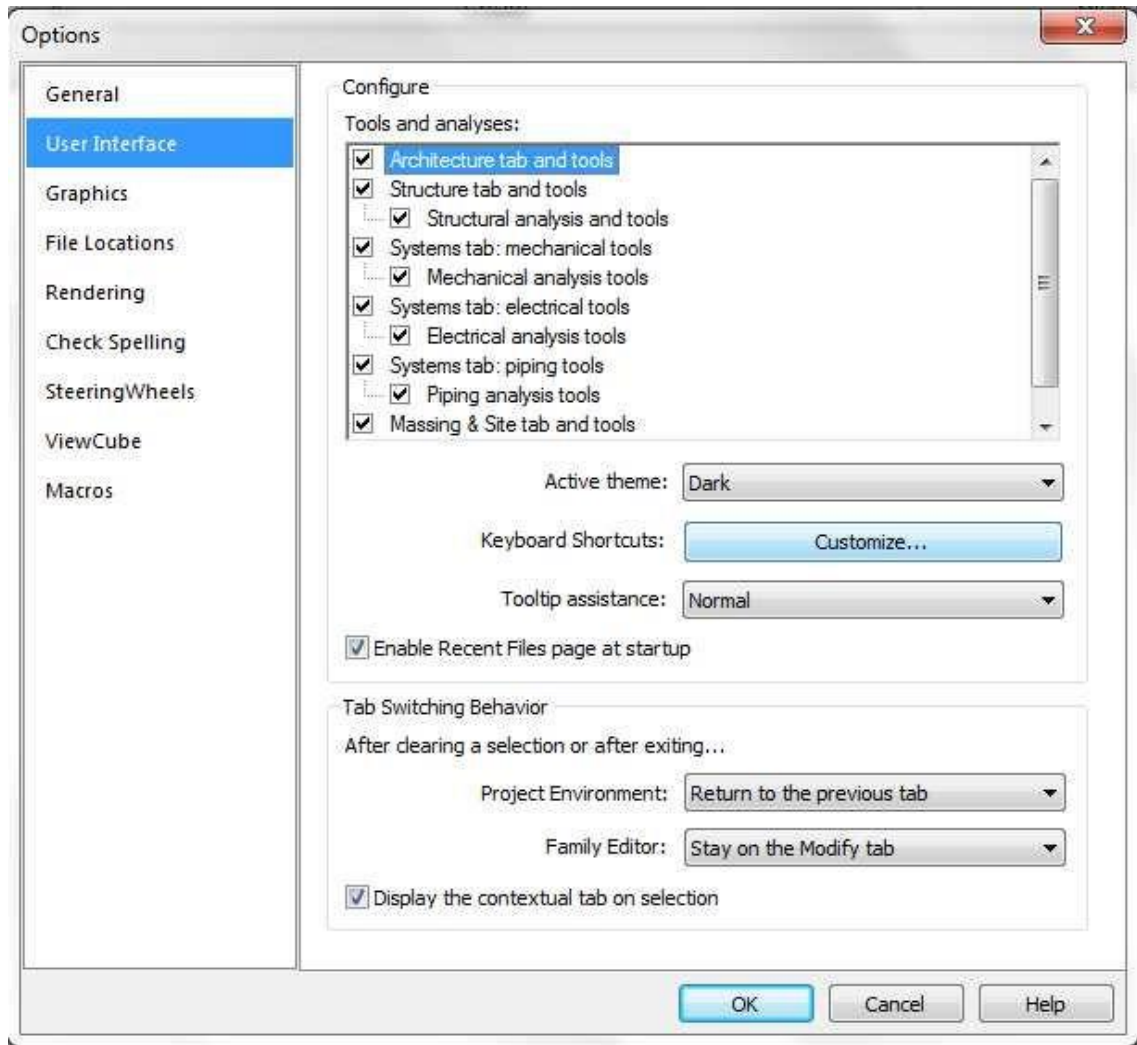 Options
General
User Interface
Graphics
File Locations
Rendering
Check Spelling
SteeringWheels
ViewCube
Macros
Configure
Tools and analyses:
Architecture tab and tools
Structure tab and tools
Structural analysis and tools
Systems tab: mechanical tools
Mechanical analysis tools
Systems tab: electrical tools
Electrical analysis tools
Systems tab: piping tools
Piping analysis tools
Massing & Site tab and tools
Active theme: Dark
Keyboard Shortcuts: Customize...
Tooltip assistance: Normal
Enable Recent Files page at startup
Tab Switching Behavior
After clearing a selection or after exiting...
Project Environment: Return to the previous tab
Family Editor: Stay on the Modify tab
Display the contextual tab on selection
OK Cancel Help